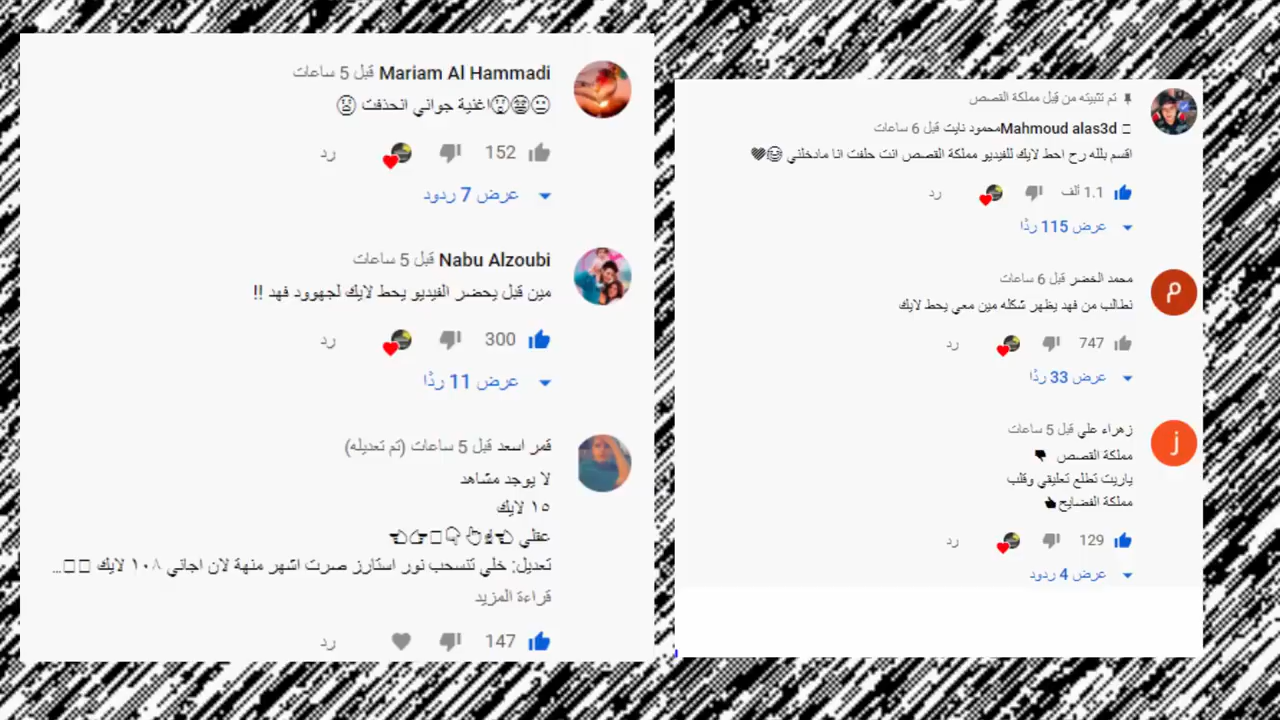 تم تثبيته من قبل مملكة القصص
Mahmoud alas3dمحمود نايت قبل 6 ساعات
اقسم بلله رح احط لايك للفيديو مملكة القصص انت حلفت انا مادخلني 😂🖤
1.1 ألف
رد
عرض 115 ردًا
محمد الخضر قبل 6 ساعات
نطالب من فهد يظهر شكله مين معي يحط لايك
747
رد
عرض 33 ردًا
زهراء علي قبل 5 ساعات
مملكة القصص 👎
ياريت تطلع تعليقي وقلب
مملكة الفضايح👍
129
رد
عرض 4 ردود
Mariam Al Hammadi قبل 5 ساعات
اغنية جواني انحذفت
152
رد
عرض 7 ردود
Nabu Alzoubi قبل 5 ساعات
مين قبل يحضر الفيديو يحط لايك لجهوود فهد !!
300
رد
عرض 11 ردًا
قمر اسعد قبل 5 ساعات (تم تعديله)
لا يوجد مشاهد
١٥ لايك
عقلي
تعديل: خلي تنسحب نور استارز صرت اشهر منهة لان اجاني ١٠٨ لايك ...
قراءة المزيد
147
رد